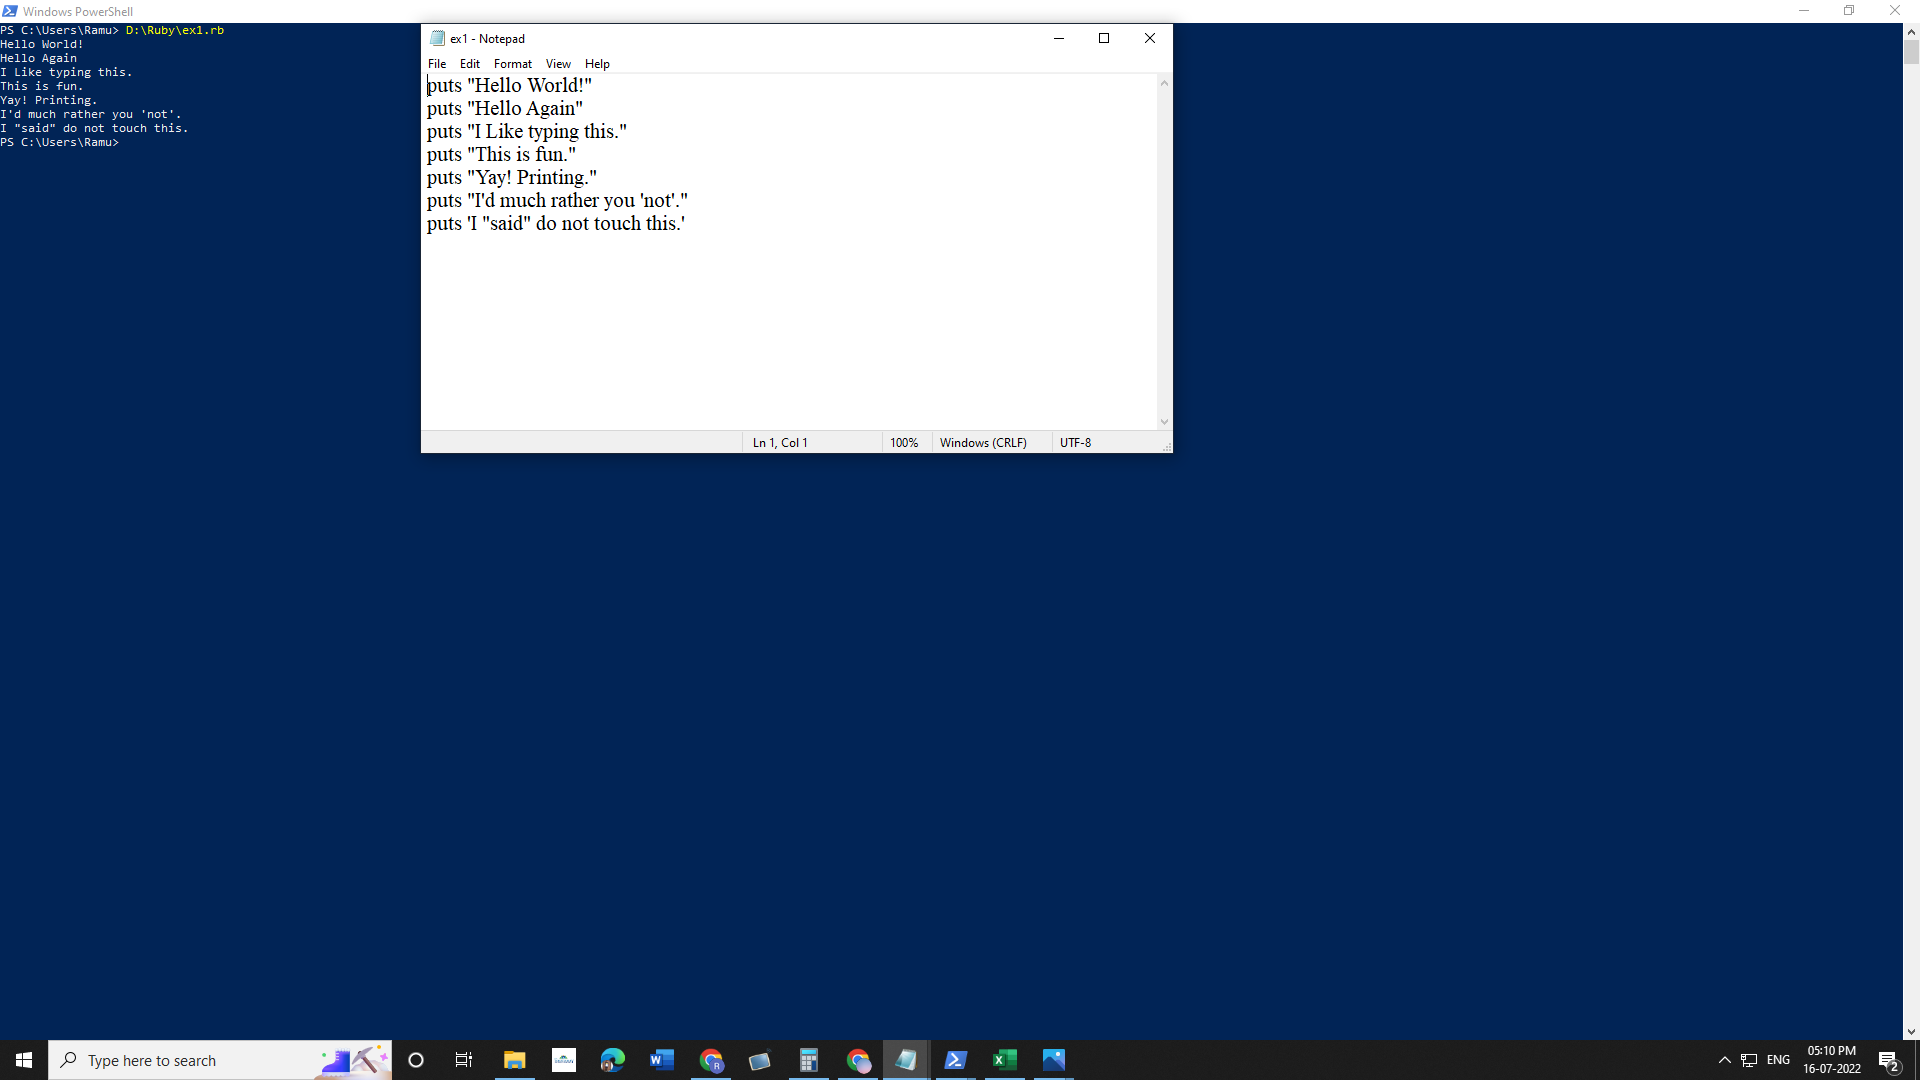 Windows PowerShell
PS C:\Users\Ramu> D:\Ruby\ex1.rb
Hello World!
Hello Again
I Like typing this.
This is fun.
Yay! Printing.
I'd much rather you 'not'.
I "said" do not touch this.
PS C:\Users\Ramu>
ex1 - Notepad
File Edit Format View Help
puts "Hello World!"
puts "Hello Again"
puts "I Like typing this."
puts "This is fun."
puts "Yay! Printing."
puts "I'd much rather you 'not'."
puts 'I "said" do not touch this.'
Ln 1, Col 1 100% Windows (CRLF) UTF-8
Type here to search
ENG
05:10 PM
16-07-2022
2